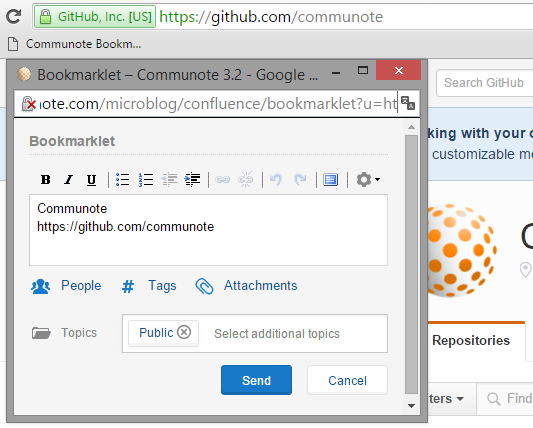 GitHub, Inc. [US] https://github.com/communote
Communote Bookm...
Bookmarklet – Communote 3.2 - Google ...
ote.com/microblog/confluence/bookmarklet?u=ht
Search GitHub
Bookmarklet
king with your
customizable
B I U
Communote
https://github.com/communote
People # Tags Attachments
Topics Public Select additional topics
Repositories
Send Cancel
ters Find